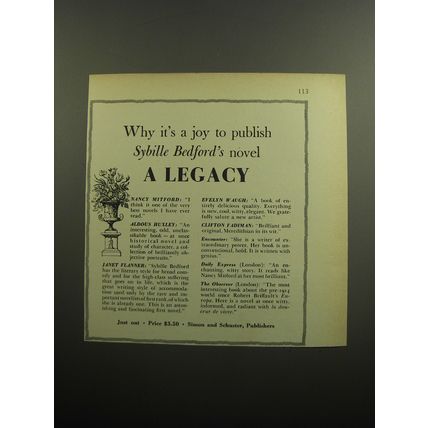 113
Why it's a joy to publish
Sybille Bedford's novel
A LEGACY
NANCY MITFORD: "I
think it one of the very
best novels I have ever
read."
ALDOUS HUXLEY: "An
interesting, odd, unclas-
sifiable book — at once
historical novel and
study of character, a col-
lection of brilliantly ob-
jective portraits."
JANET FLANNER: "Sybille Bedford
has the literary style for broad com-
edy and for the high-class suffering
that goes on in life, which is the
great writing style of accommoda-
tion used only by the rare and im-
portant novelists of first rank, of which
she is already one. This is an aston-
ishing and fascinating first novel."
EVELYN WAUGH: "A book of en-
tirely delicious quality. Everything
is new, cool, witty, elegant. We grate-
fully salute a new artist."
CLIFTON FADIMAN: "Brilliant and
original. Meredithian in its wit."
Encounter: "She is a writer of ex-
traordinary power. Her book is un-
conventional, bold. It is written with
genius."
Daily Express (London): "An en-
chanting, witty story. It ready like
Nancy Mitford at her most brilliant."
The Observer (London): "The most
interesting book about the pre-1914
world since Robert Briffault's Eu-
ropa. Here is a novel at once witty,
informed, and radiant with la dou-
ceur de vivre."
Just out • Price $3.50 • Simon and Schuster, Publishers